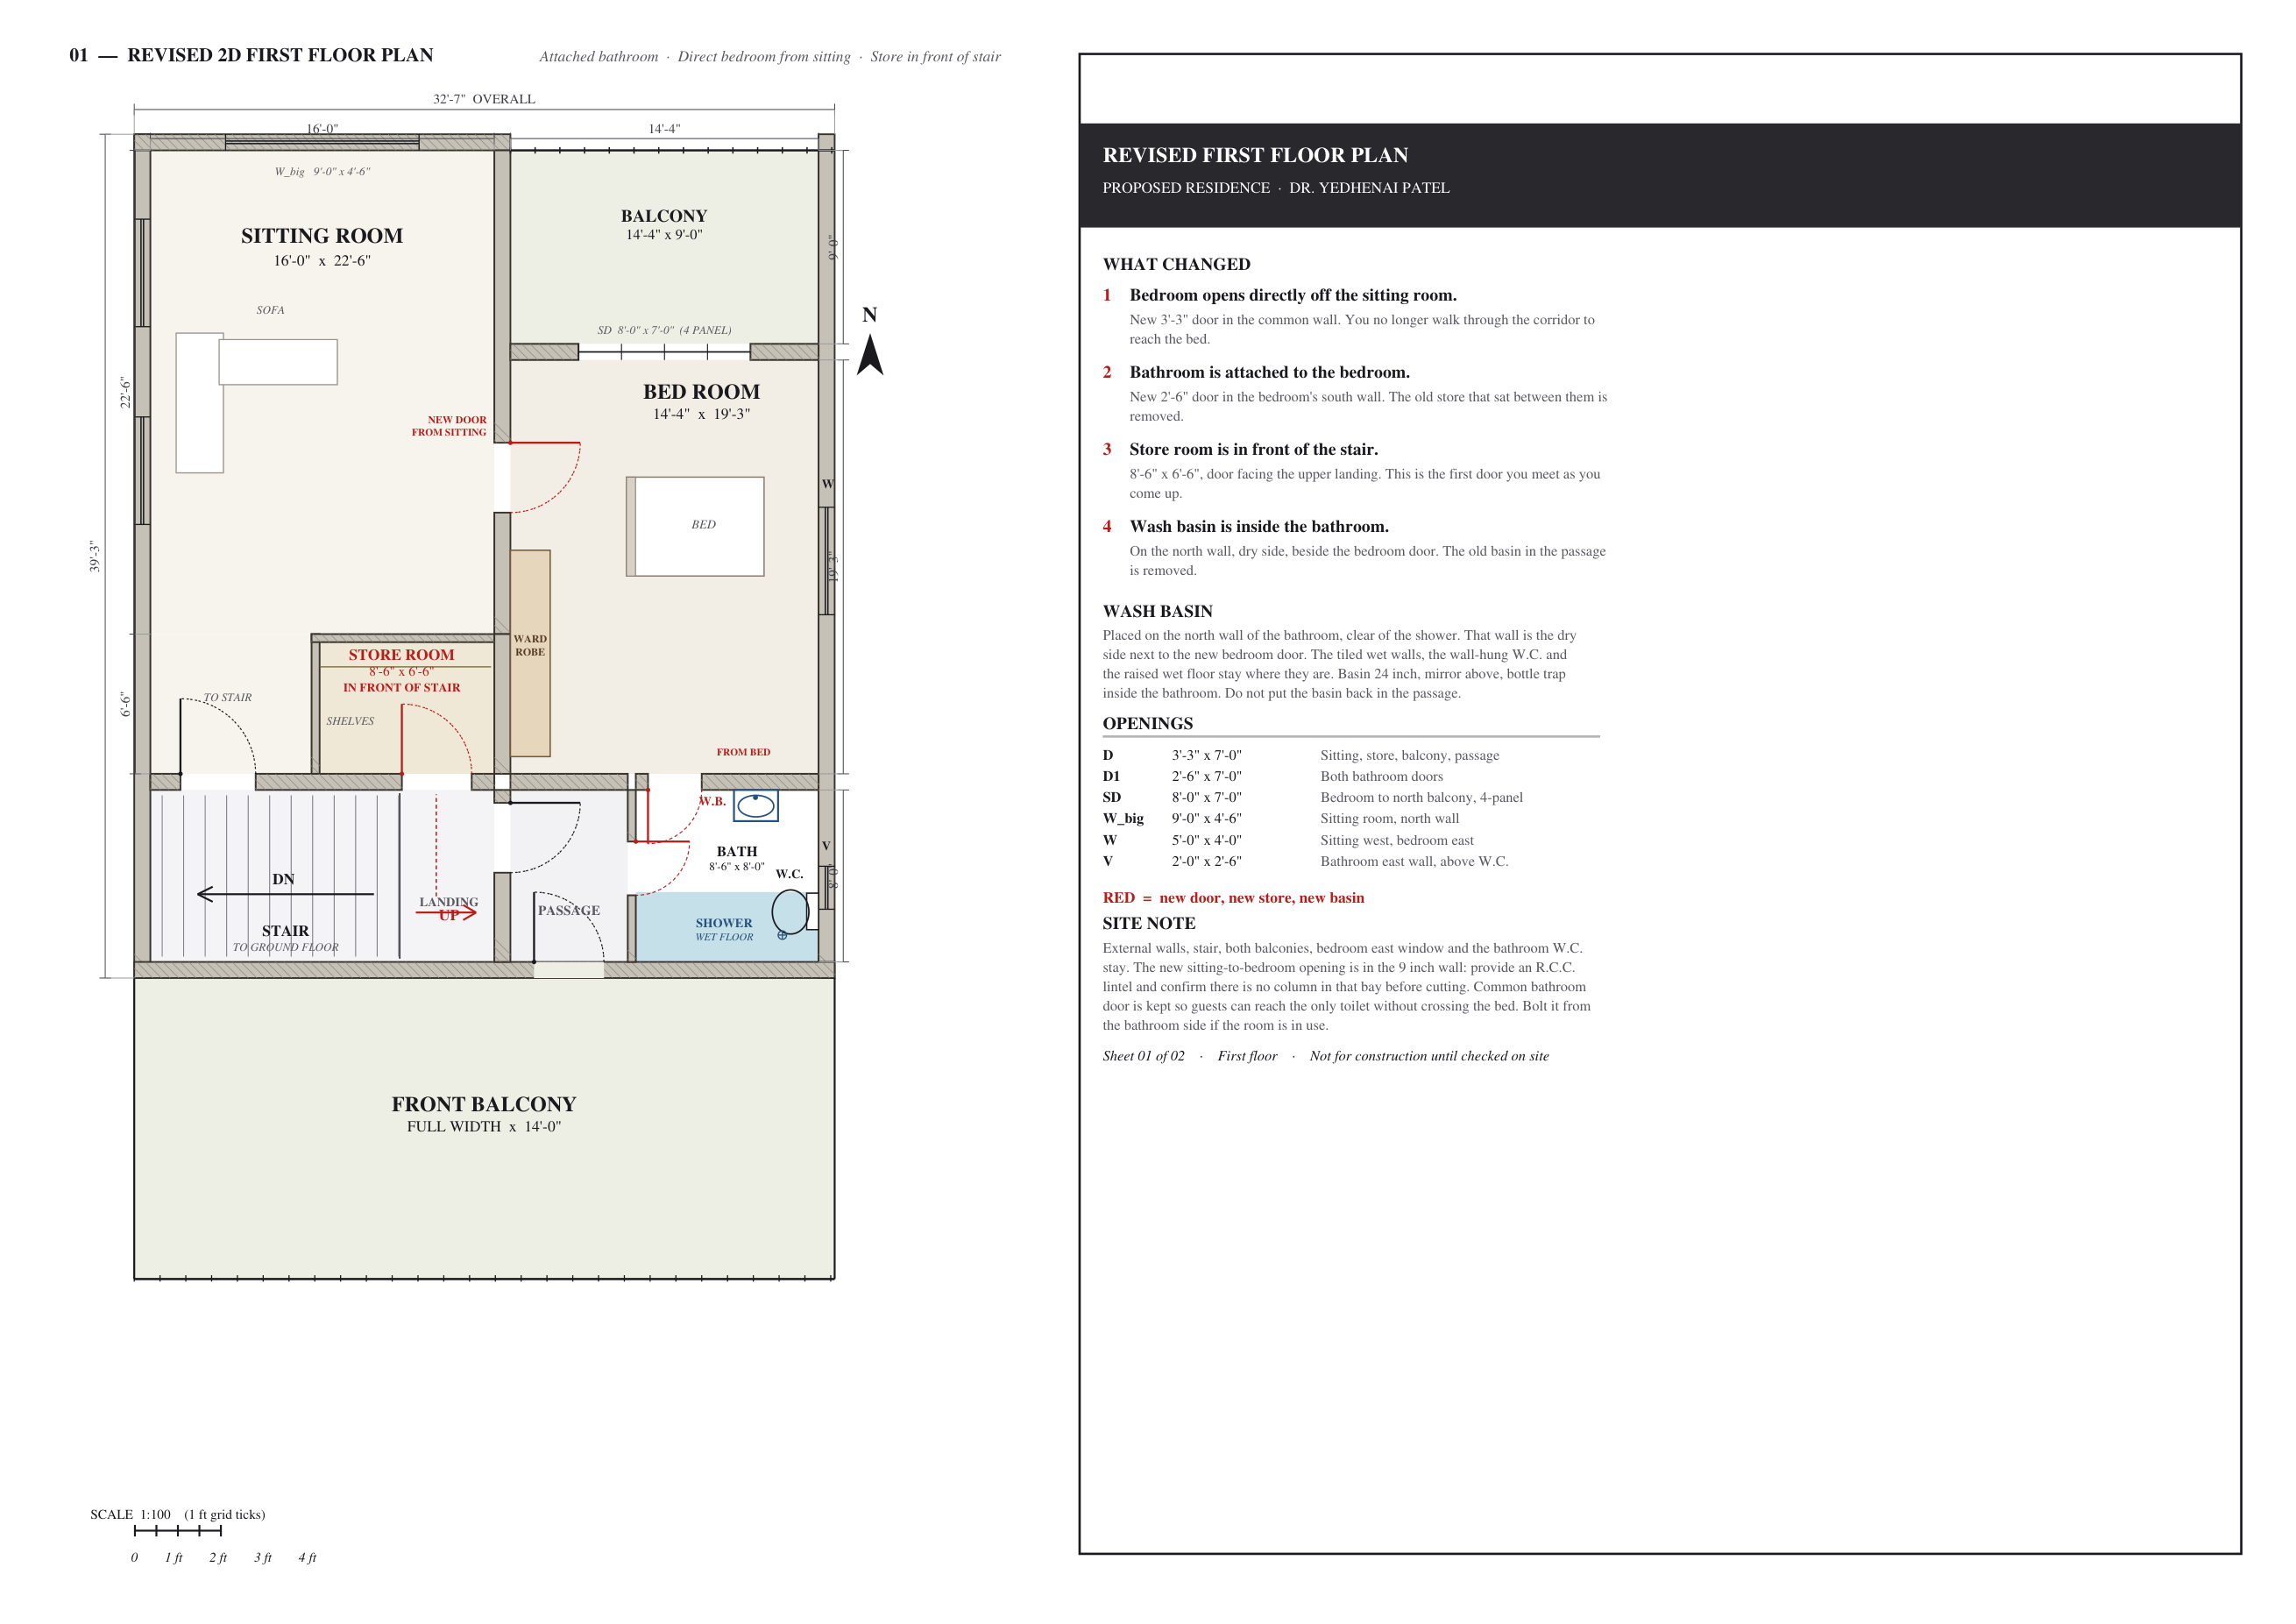 01 — REVISED 2D FIRST FLOOR PLAN
Attached bathroom · Direct bedroom from sitting · Store in front of stair
32'-7" OVERALL
16'-0"
14'-4"
W_big 9'-0" x 4'-6"
SITTING ROOM
16'-0" x 22'-6"
SOFA
BALCONY
14'-4" x 9'-0"
9'-0"
SD 8'-0" x 7'-0" (4 PANEL)
N
BED ROOM
14'-4" x 19'-3"
22'-6"
NEW DOOR
FROM SITTING
W
BED
19'-3"
39'-3"
WARD
ROBE
STORE ROOM
8'-6" x 6'-6"
IN FRONT OF STAIR
6'-6"
TO STAIR
SHELVES
FROM BED
W.B.
BATH
8'-6" x 8'-0"
V
W.C.
8'-0"
DN
LANDING
UP
PASSAGE
STAIR
TO GROUND FLOOR
SHOWER
WET FLOOR
FRONT BALCONY
FULL WIDTH x 14'-0"
SCALE 1:100 (1 ft grid ticks)
0 1 ft 2 ft 3 ft 4 ft
REVISED FIRST FLOOR PLAN
PROPOSED RESIDENCE · DR. YEDHENAI PATEL
WHAT CHANGED
1 Bedroom opens directly off the sitting room.
New 3'-3" door in the common wall. You no longer walk through the corridor to
reach the bed.
2 Bathroom is attached to the bedroom.
New 2'-6" door in the bedroom's south wall. The old store that sat between them is
removed.
3 Store room is in front of the stair.
8'-6" x 6'-6", door facing the upper landing. This is the first door you meet as you
come up.
4 Wash basin is inside the bathroom.
On the north wall, dry side, beside the bedroom door. The old basin in the passage
is removed.
WASH BASIN
Placed on the north wall of the bathroom, clear of the shower. That wall is the dry
side next to the new bedroom door. The tiled wet walls, the wall-hung W.C. and
the raised wet floor stay where they are. Basin 24 inch, mirror above, bottle trap
inside the bathroom. Do not put the basin back in the passage.
OPENINGS
D 3'-3" x 7'-0" Sitting, store, balcony, passage
D1 2'-6" x 7'-0" Both bathroom doors
SD 8'-0" x 7'-0" Bedroom to north balcony, 4-panel
W_big 9'-0" x 4'-6" Sitting room, north wall
W 5'-0" x 4'-0" Sitting west, bedroom east
V 2'-0" x 2'-6" Bathroom east wall, above W.C.
RED = new door, new store, new basin
SITE NOTE
External walls, stair, both balconies, bedroom east window and the bathroom W.C.
stay. The new sitting-to-bedroom opening is in the 9 inch wall: provide an R.C.C.
lintel and confirm there is no column in that bay before cutting. Common bathroom
door is kept so guests can reach the only toilet without crossing the bed. Bolt it from
the bathroom side if the room is in use.
Sheet 01 of 02 · First floor · Not for construction until checked on site